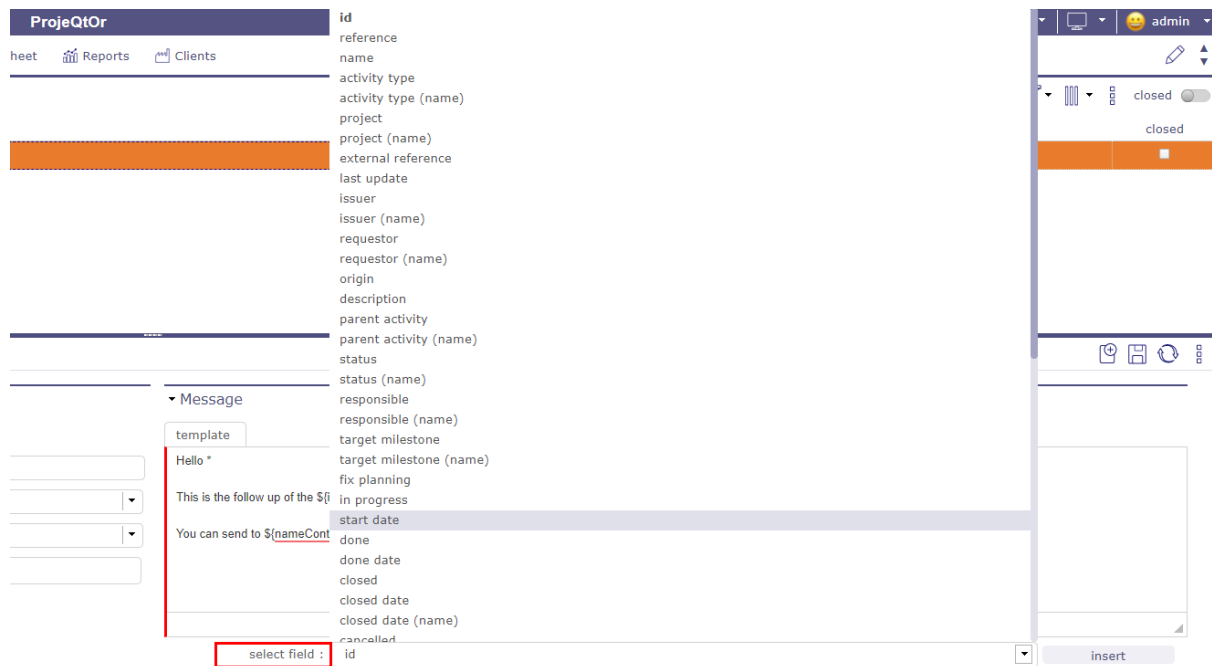 ProjeQtOr
admin
heet Reports Clients
closed
closed
id
reference
name
activity type
activity type (name)
project
project (name)
external reference
last update
issuer
issuer (name)
requestor
requestor (name)
origin
description
parent activity
parent activity (name)
status
status (name)
responsible
responsible (name)
target milestone
target milestone (name)
fix planning
in progress
start date
done
done date
closed
closed date
closed date (name)
cancelled
Message
template
Hello *
This is the follow up of the ${i
You can send to ${nameCont
select field : id
insert